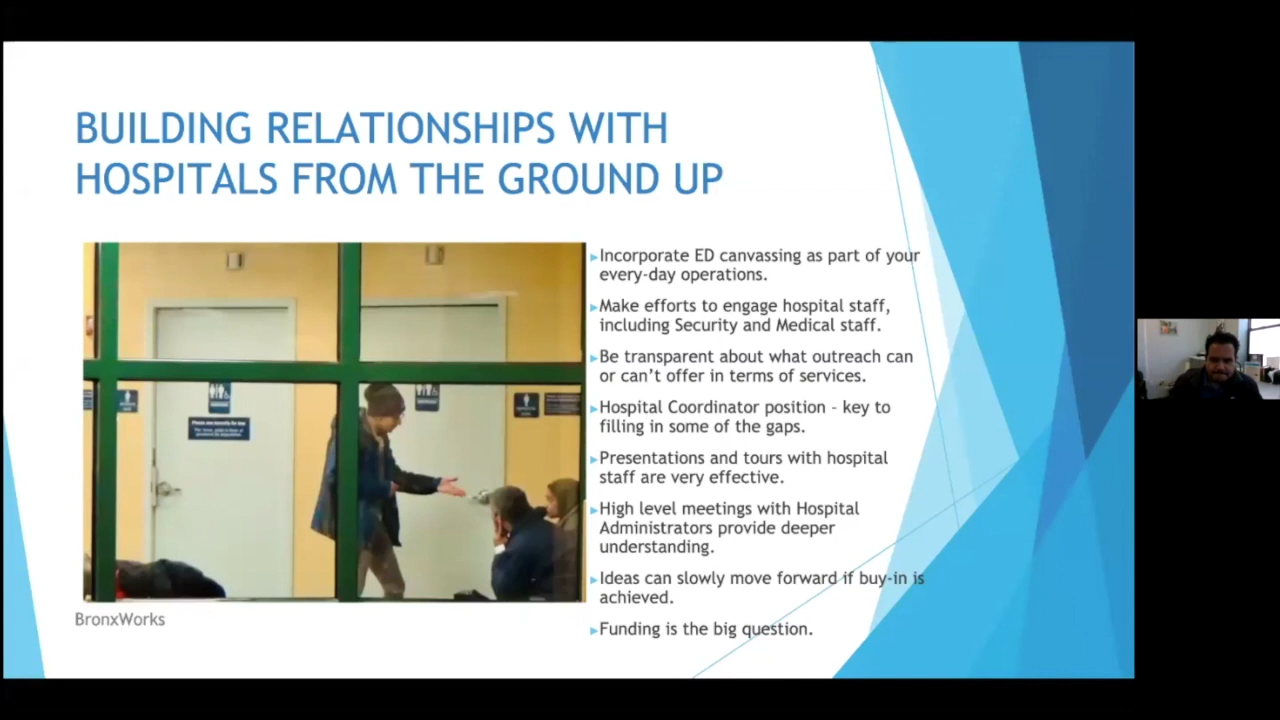 BUILDING RELATIONSHIPS WITH
HOSPITALS FROM THE GROUND UP
Incorporate ED canvassing as part of your
every-day operations.
Make efforts to engage hospital staff,
including Security and Medical staff.
Be transparent about what outreach can
or can’t offer in terms of services.
Hospital Coordinator position – key to
filling in some of the gaps.
Presentations and tours with hospital
staff are very effective.
High level meetings with Hospital
Administrators provide deeper
understanding.
Ideas can slowly move forward if buy-in is
achieved.
Funding is the big question.
BronxWorks